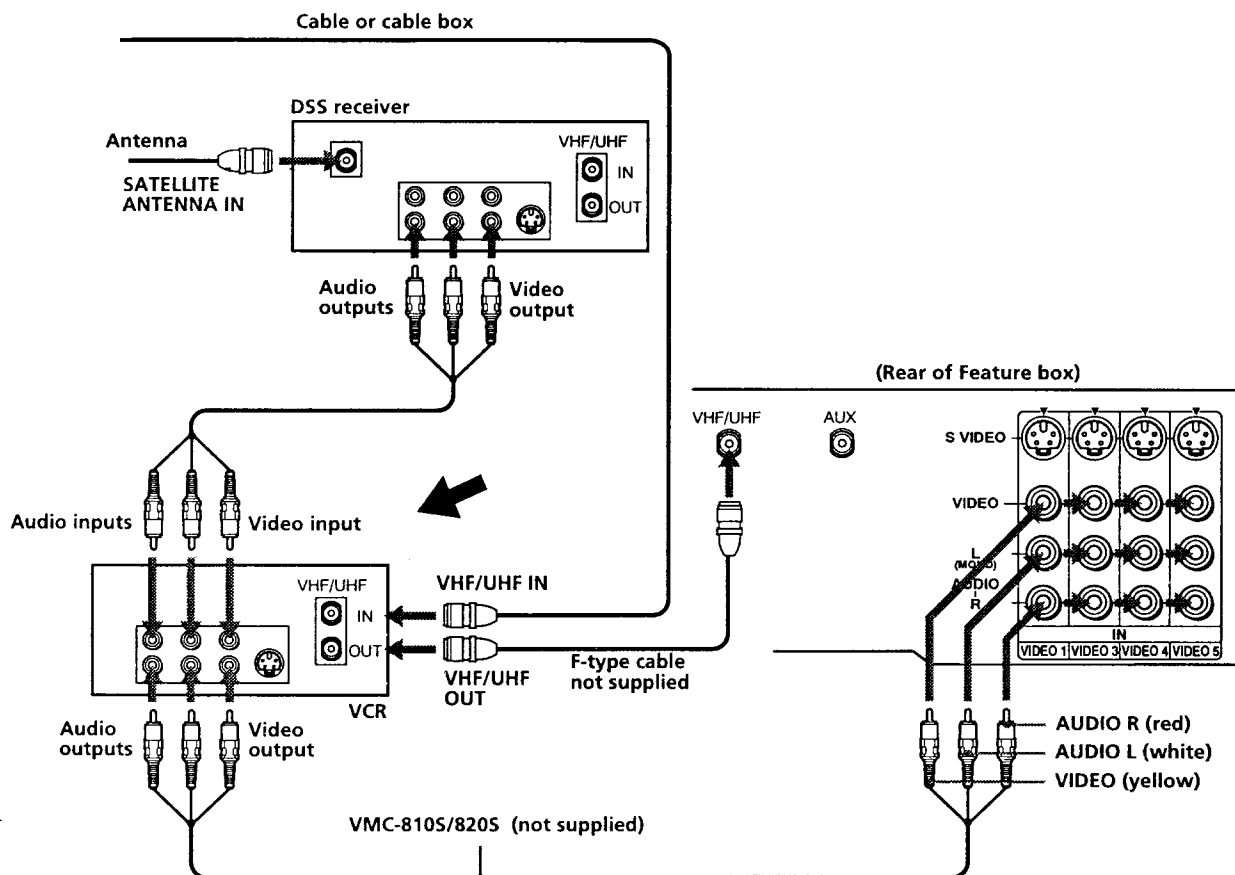 Cable or cable box
DSS receiver
Antenna
SATELLITE
ANTENNA IN
VHF/UHF
IN
OUT
Audio
outputs
Video
output
(Rear of Feature box)
VHF/UHF
AUX
S VIDEO
VIDEO
L
(MONO)
AUDIO
R
IN
VIDEO 1 VIDEO 3 VIDEO 4 VIDEO 5
Audio inputs
Video input
VHF/UHF
IN
OUT
VHF/UHF IN
VHF/UHF
OUT
F-type cable
not supplied
VCR
Audio
outputs
Video
output
AUDIO R (red)
AUDIO L (white)
VIDEO (yellow)
VMC-810S/820S (not supplied)